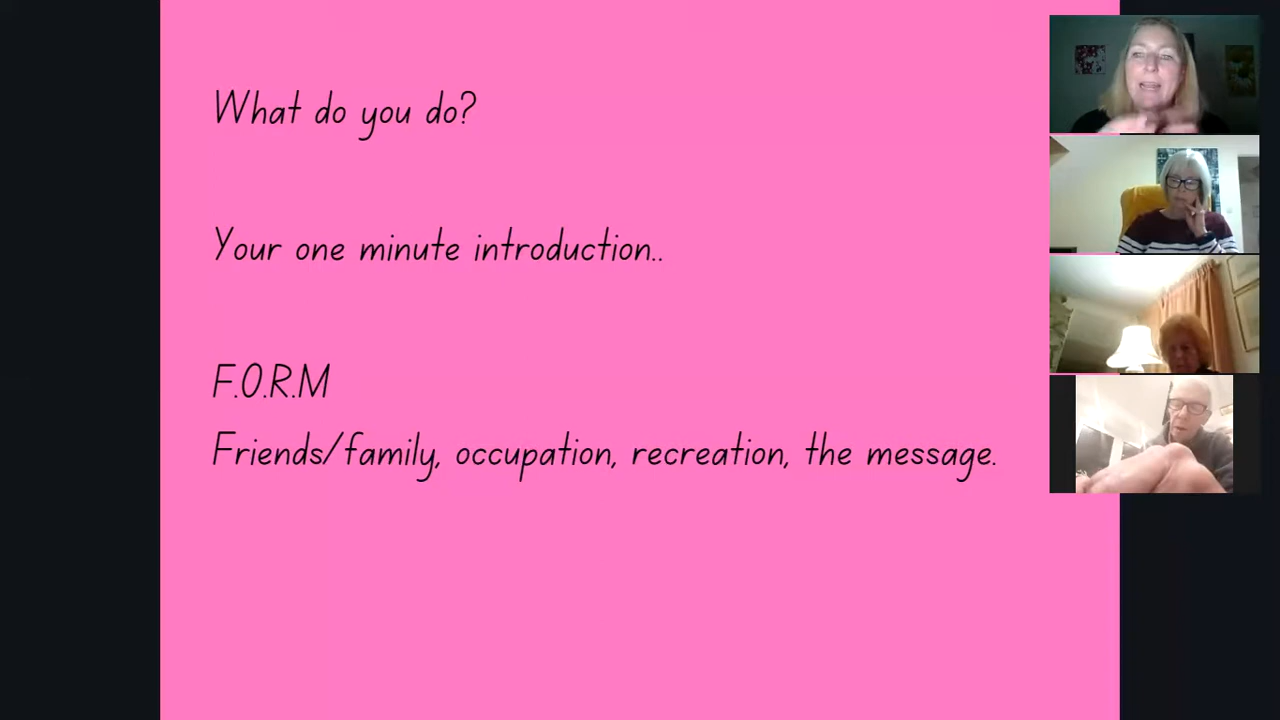 What do you do?
Your one minute introduction..
F.O.R.M
Friends/family, occupation, recreation, the message.